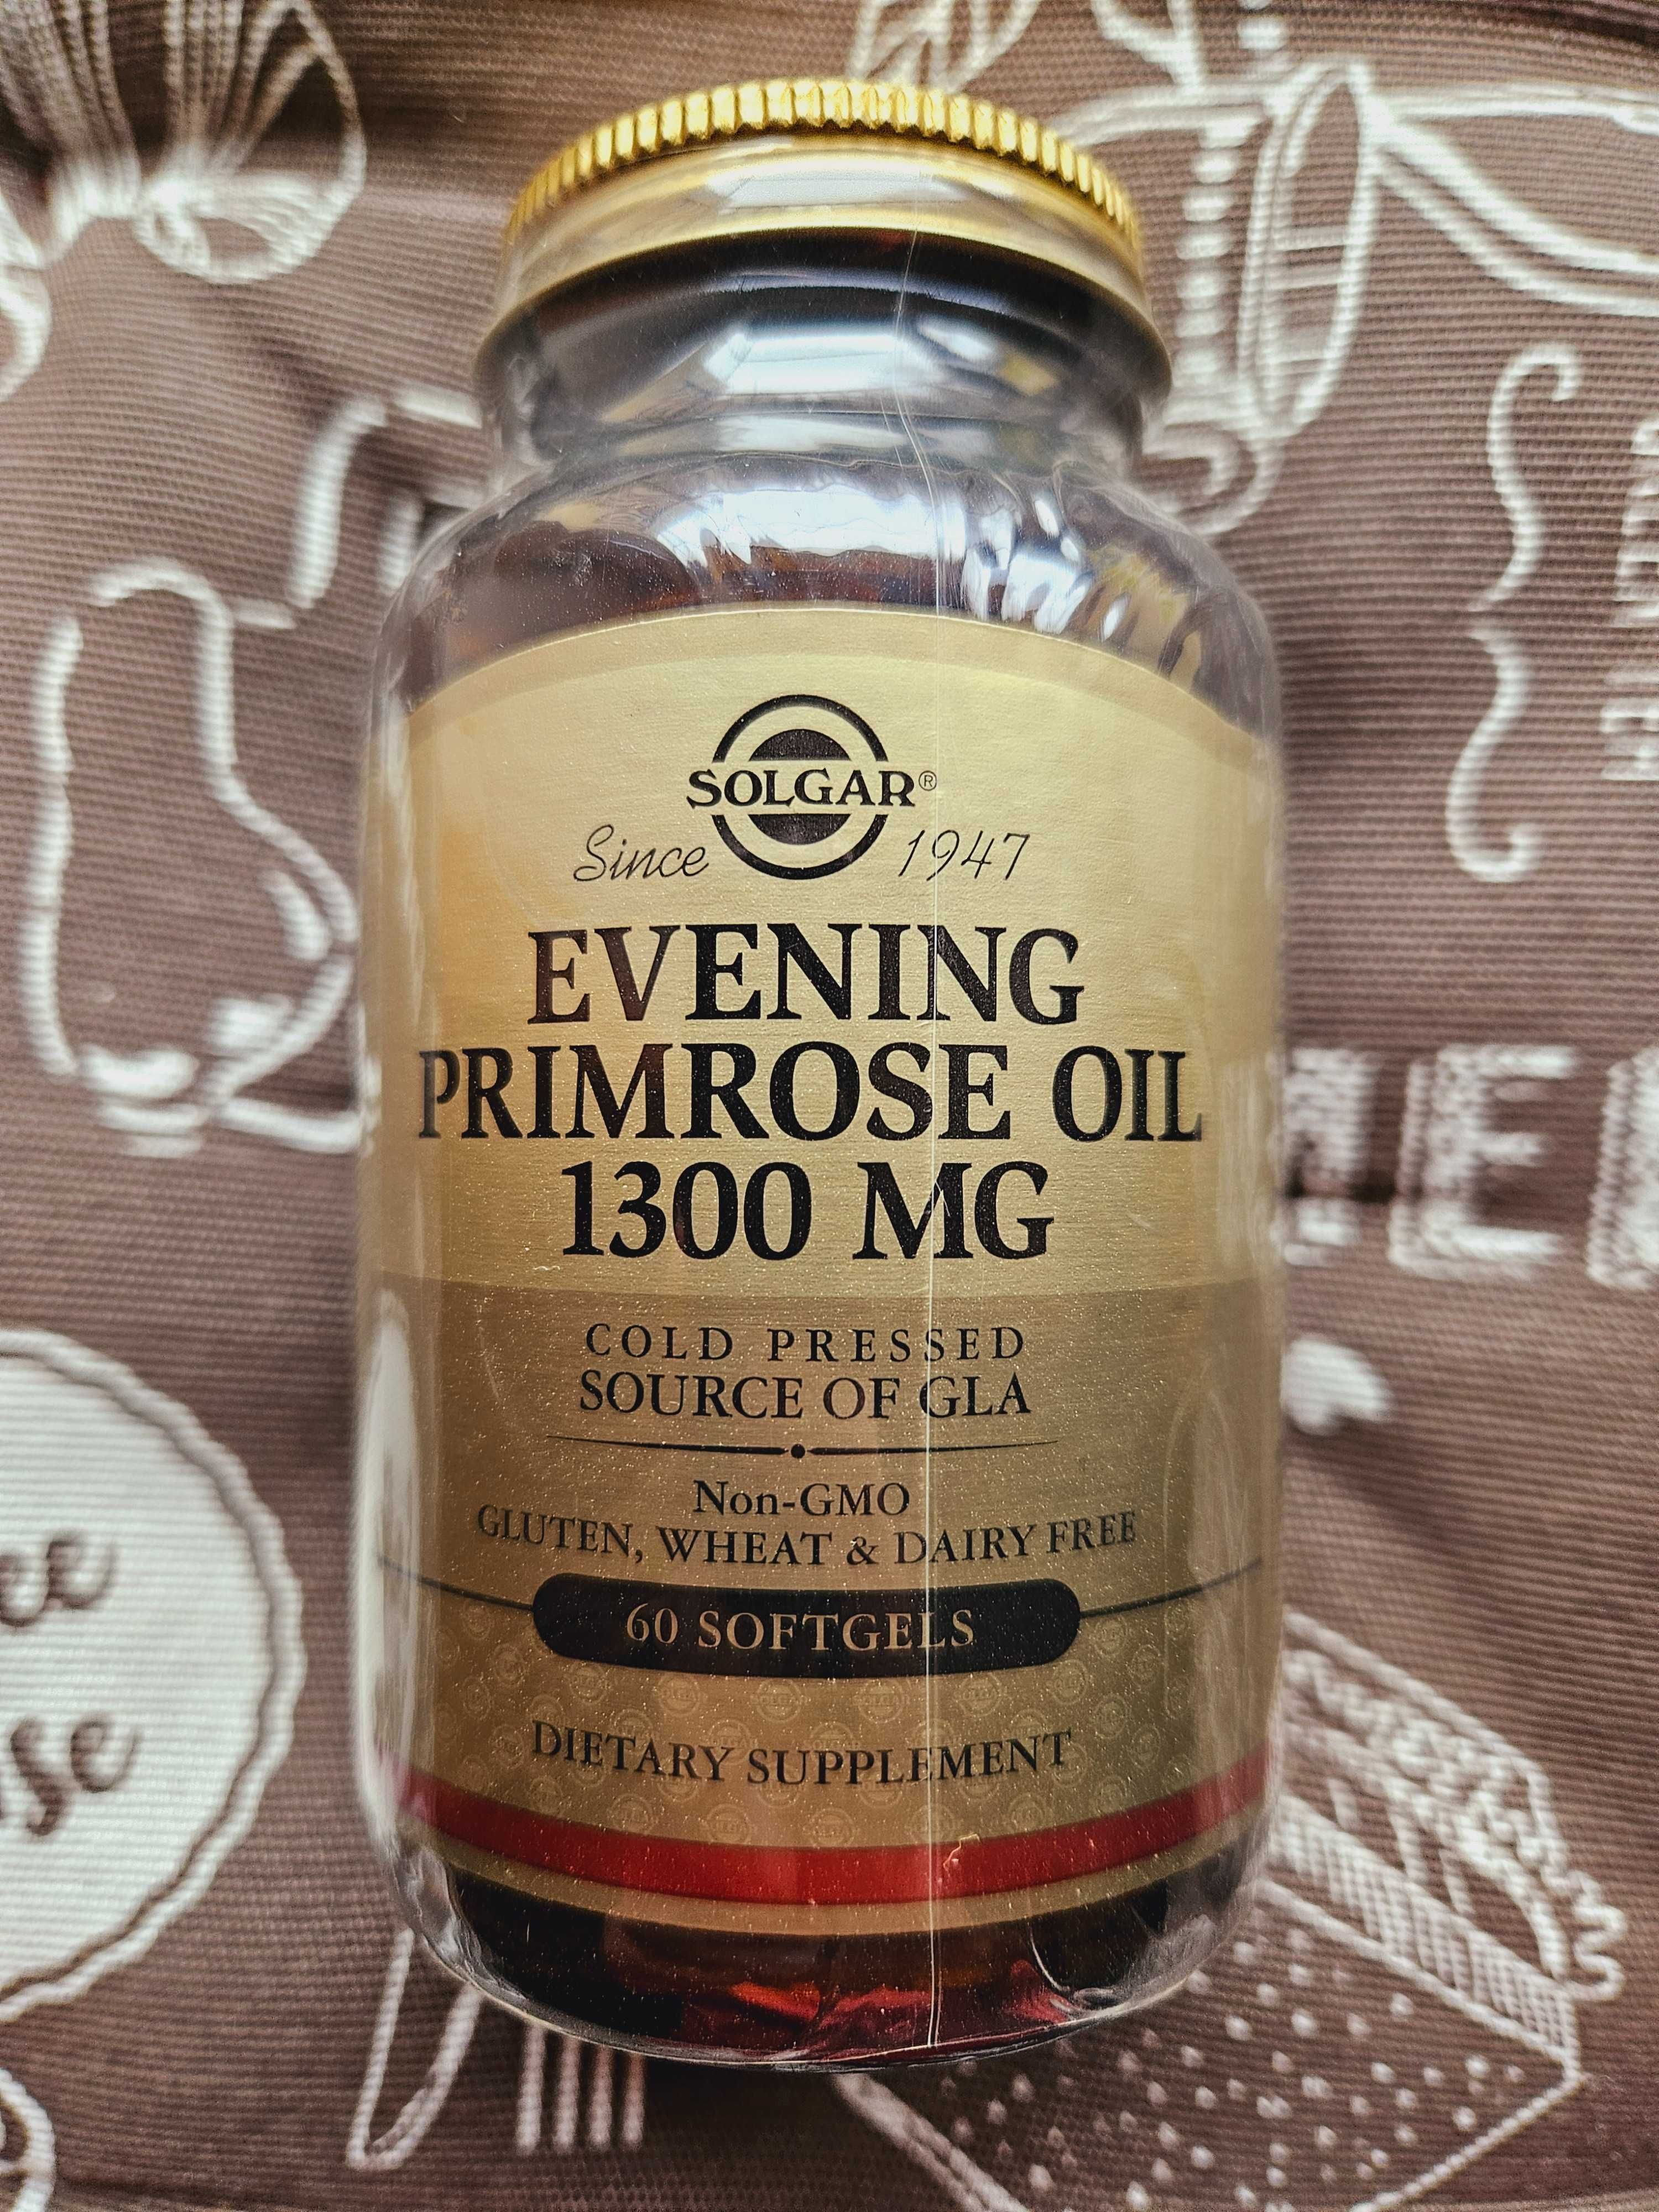 SOLGAR®
Since 1947
EVENING
PRIMROSE OIL
1300 MG
COLD PRESSED
SOURCE OF GLA
Non-GMO
GLUTEN, WHEAT & DAIRY FREE
60 SOFTGELS
DIETARY SUPPLEMENT